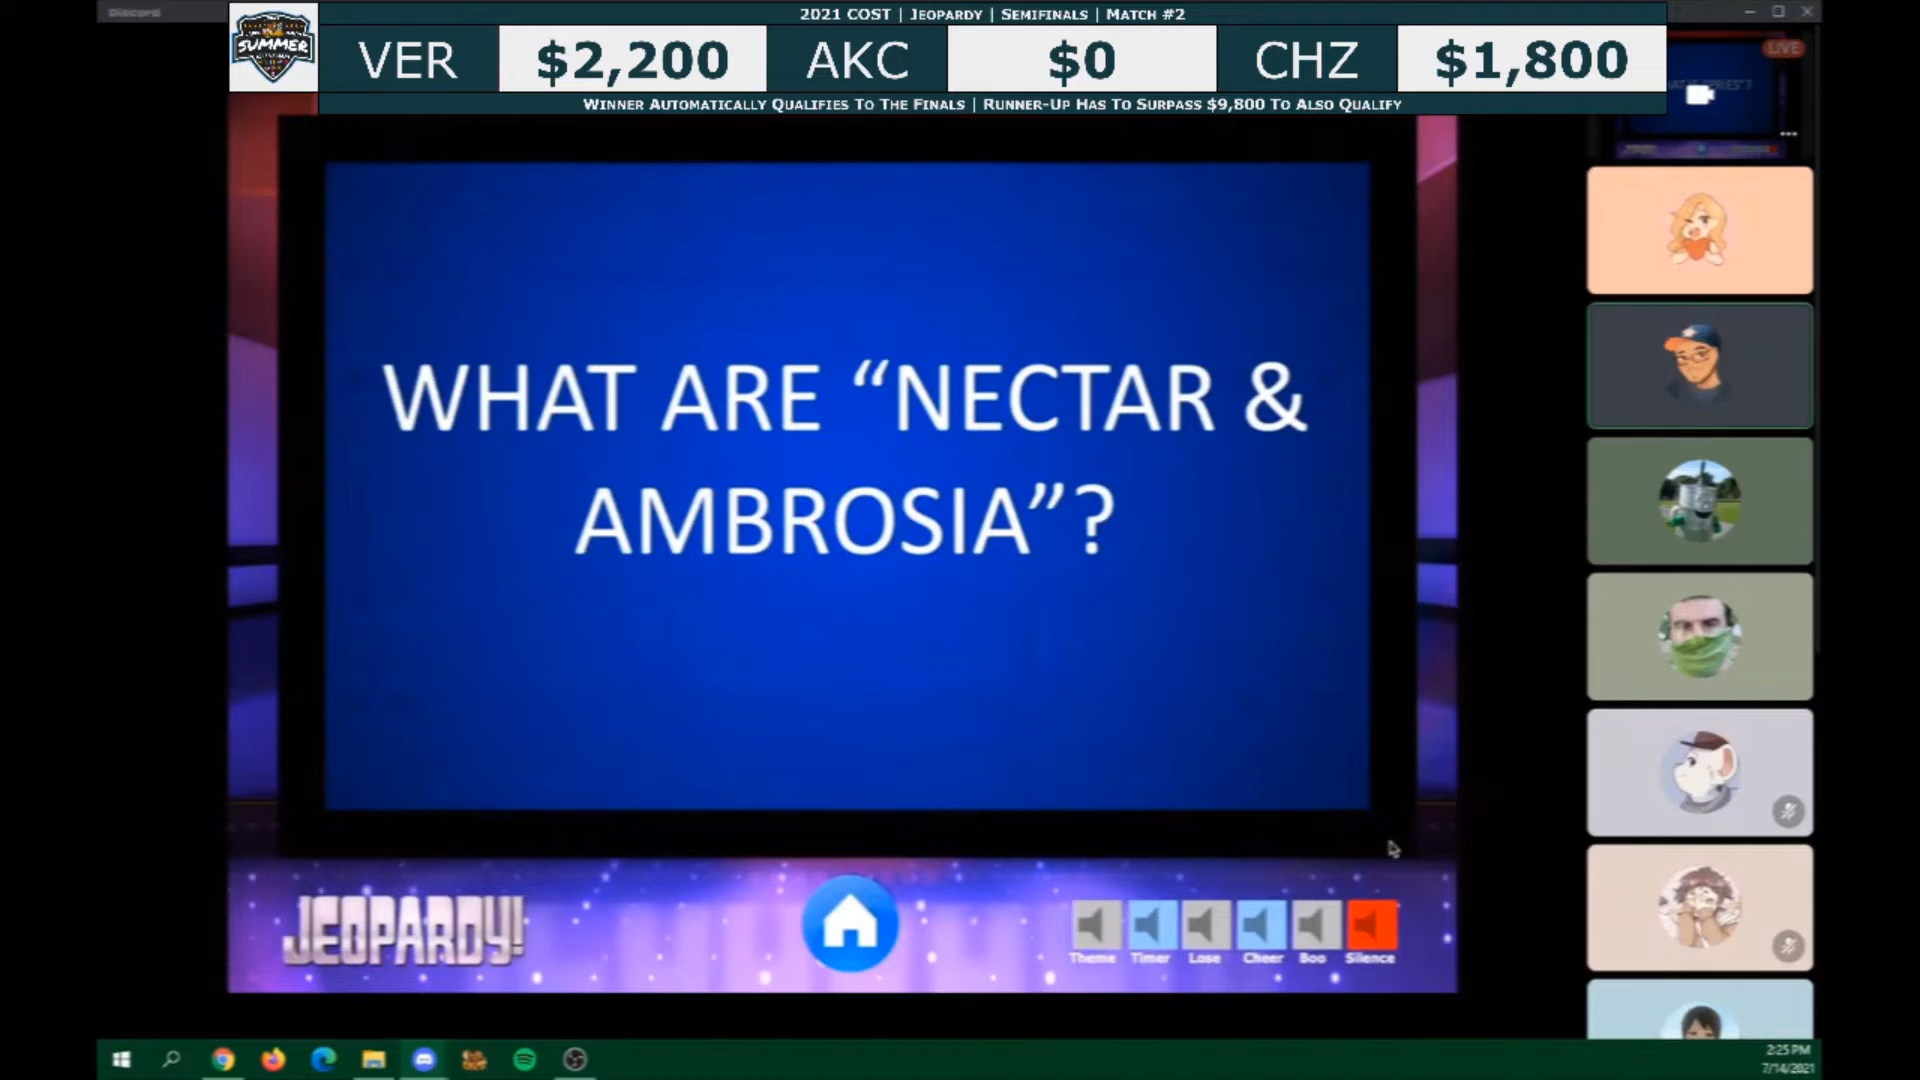 Discord
2021 COST | JEOPARDY | SEMIFINALS | MATCH #2
SUMMER
VER $2,200 AKC $0 CHZ $1,800
WINNER AUTOMATICALLY QUALIFIES TO THE FINALS | RUNNER-UP HAS TO SURPASS $9,800 TO ALSO QUALIFY
LIVE
WHAT ARE “NECTAR &
AMBROSIA”?
JEOPARDY!
Theme Timer Lose Cheer Boo Silence
2:25 PM
7/14/2021